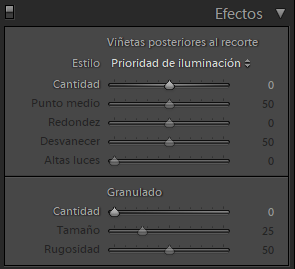 Efectos
Viñetas posteriores al recorte
Estilo Prioridad de iluminación
Cantidad 0
Punto medio 50
Redondez 0
Desvanecer 50
Altas luces 0
Granulado
Cantidad 0
Tamaño 25
Rugosidad 50